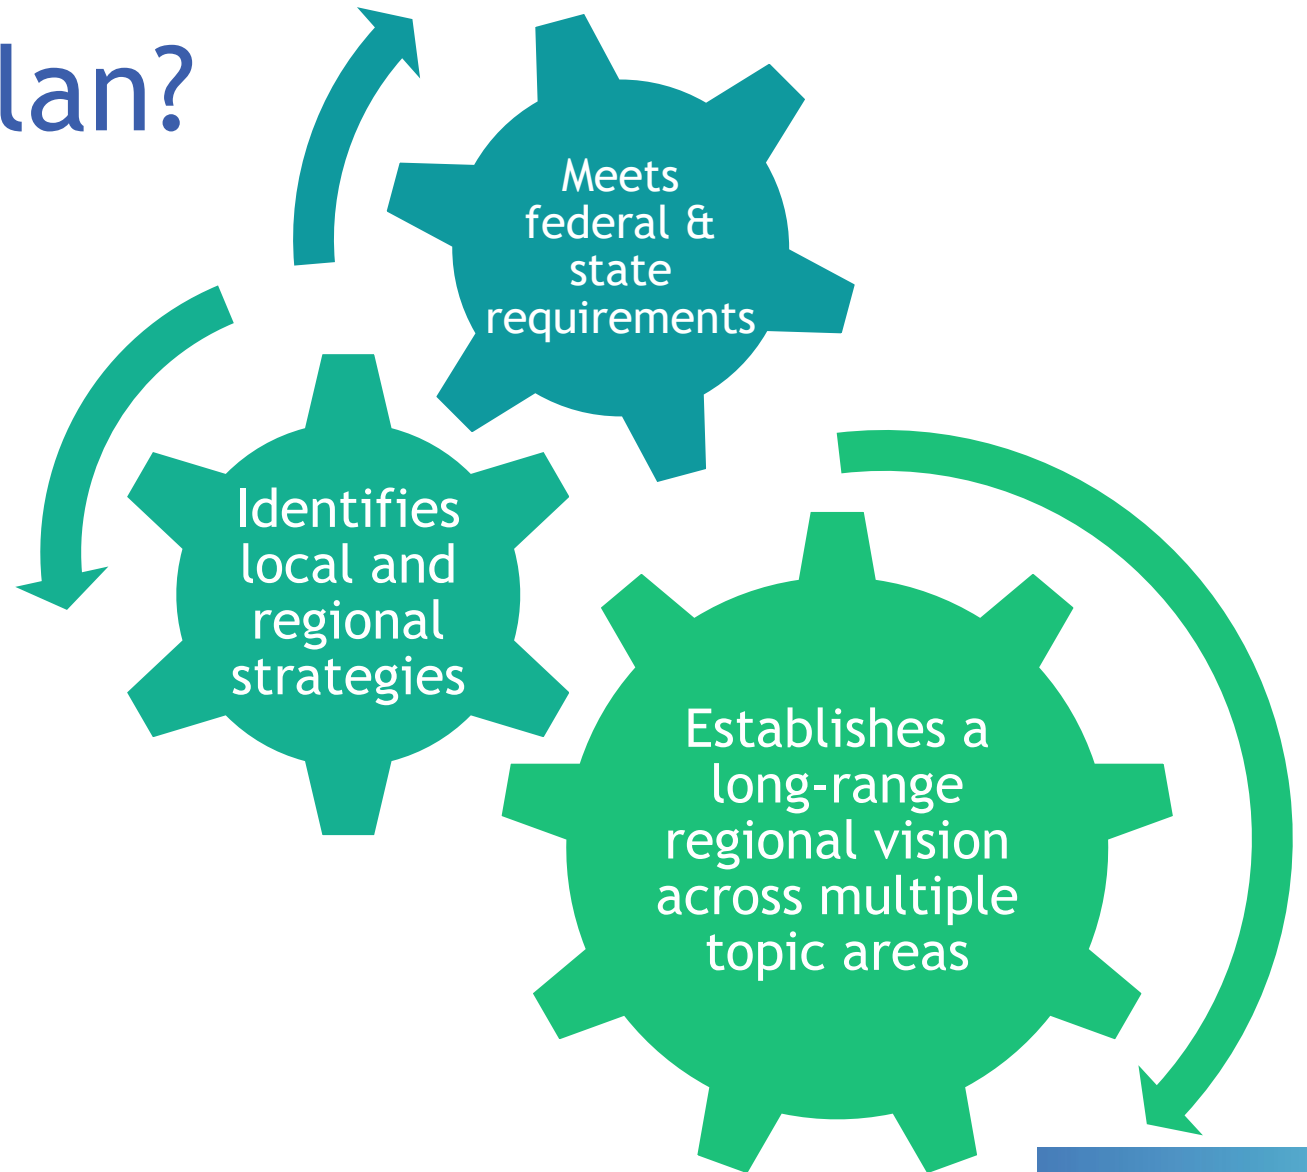 lan?
Meets
federal &
state
requirements
Identifies
local and
regional
strategies
Establishes a
long-range
regional vision
across multiple
topic areas